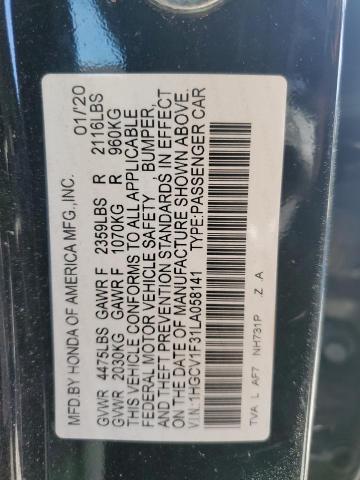 MFD.BY HONDA OF AMERICA MFG.,INC. 01/20
GVWR 4475LBS GAWR F 2359LBS R 2116LBS
GVWR 2030KG GAWR F 1070KG R 960KG
THIS VEHICLE CONFORMS TO ALL APPLICABLE
FEDERAL MOTOR VEHICLE SAFETY, BUMPER,
AND THEFT PREVENTION STANDARDS IN EFFECT
ON THE DATE OF MANUFACTURE SHOWN ABOVE.
V.I.N.:1HGCV1F31LA058141 TYPE:PASSENGER CAR
TVA L AF7 NH731P .Z .A